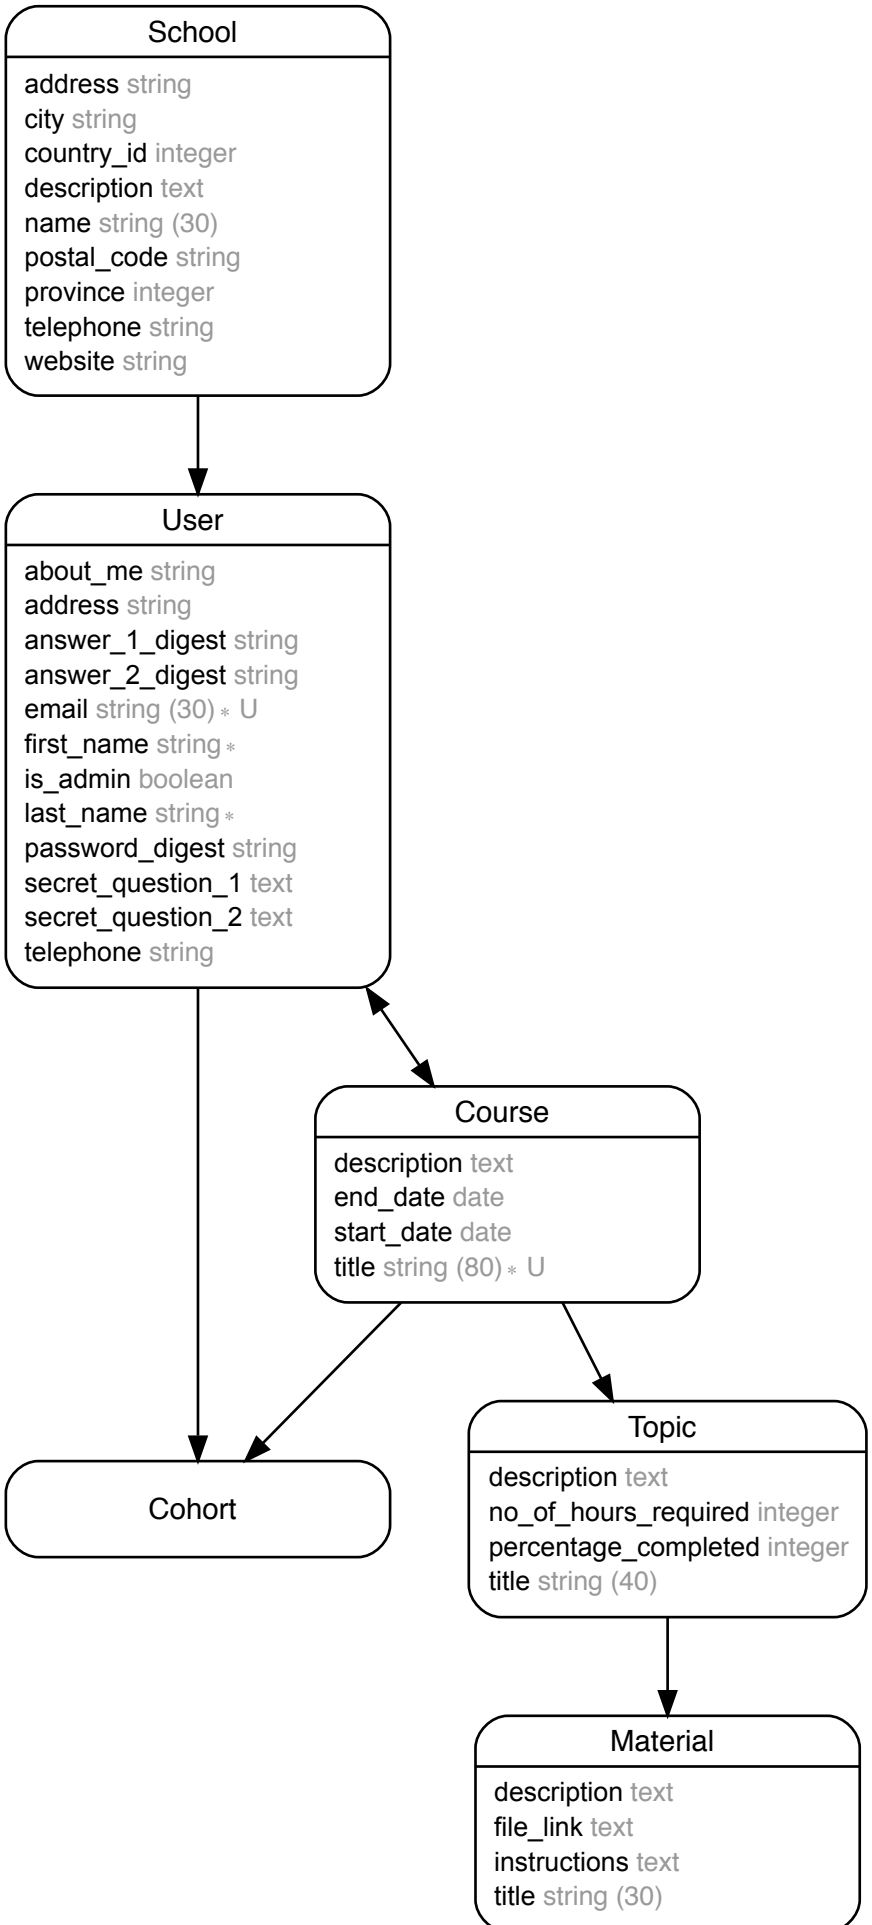 School
address string
city string
country_id integer
description text
name string (30)
postal_code string
province integer
telephone string
website string
User
about_me string
address string
answer_1_digest string
answer_2_digest string
email string (30) * U
first_name string *
is_admin boolean
last_name string *
password_digest string
secret_question_1 text
secret_question_2 text
telephone string
Course
description text
end_date date
start_date date
title string (80) * U
Topic
description text
no_of_hours_required integer
percentage_completed integer
title string (40)
Cohort
Material
description text
file_link text
instructions text
title string (30)